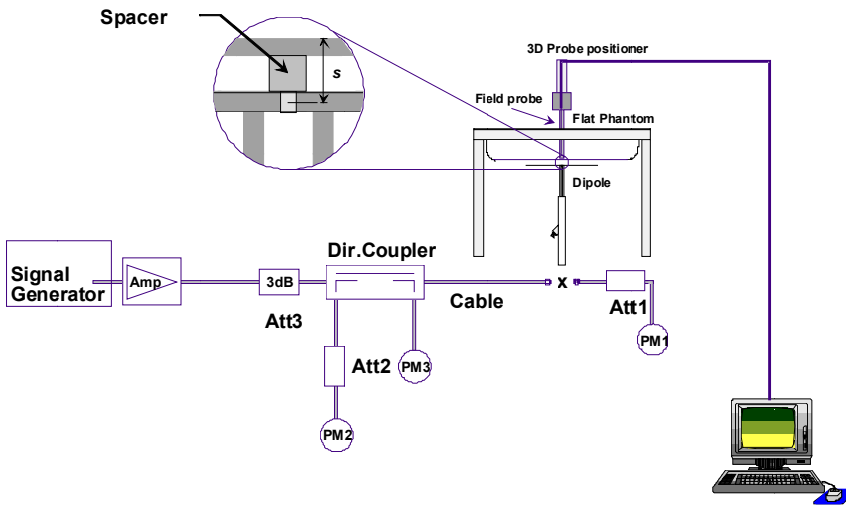 Spacer
s
3D Probe positioner
Field probe
Flat Phantom
Dipole
Dir.Coupler
Signal
Generator
Amp
3dB
Att3
Cable
x
Att1
PM1
Att2
PM3
PM2